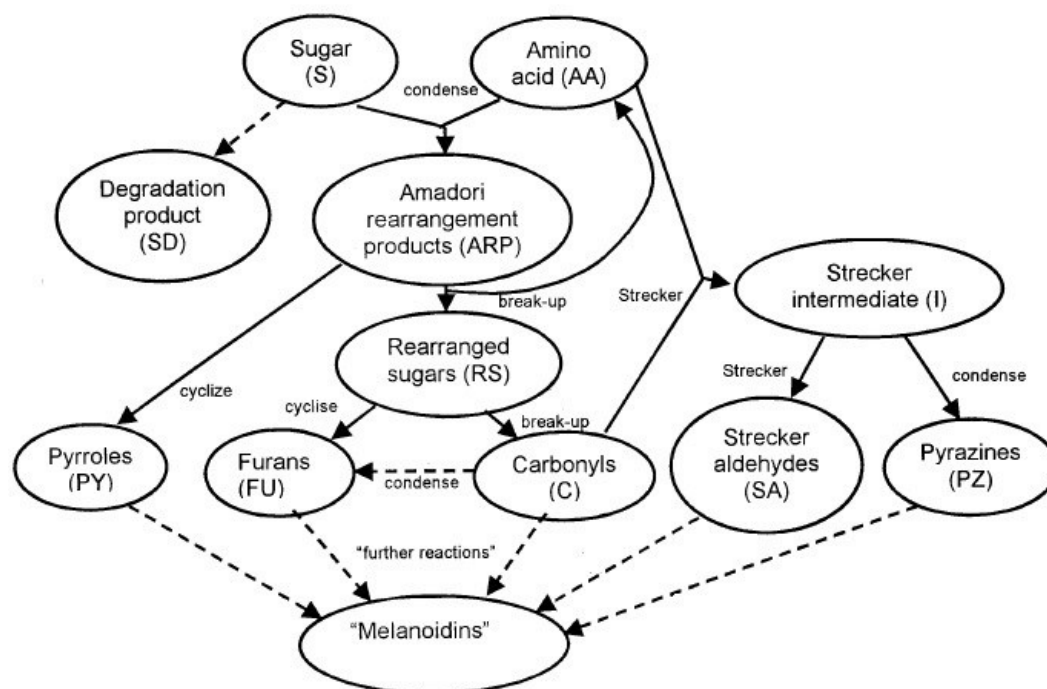 Sugar
(S)
Amino
acid (AA)
condense
Degradation
product
(SD)
Amadori
rearrangement
products (ARP)
Strecker
intermediate (I)
Strecker
break-up
Rearranged
sugars (RS)
Strecker
condense
cyclize
cyclise
break-up
Pyrroles
(PY)
Furans
(FU)
condense
Carbonyls
(C)
Strecker
aldehydes
(SA)
Pyrazines
(PZ)
“further reactions”
“Melanoidins”